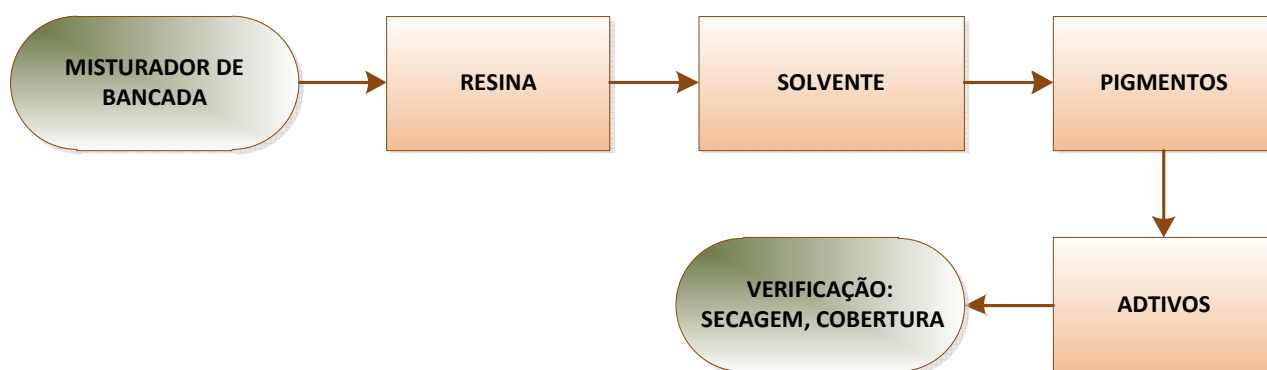 MISTURADOR DE
BANCADA
RESINA
SOLVENTE
PIGMENTOS
ADTIVOS
VERIFICAÇÃO:
SECAGEM, COBERTURA